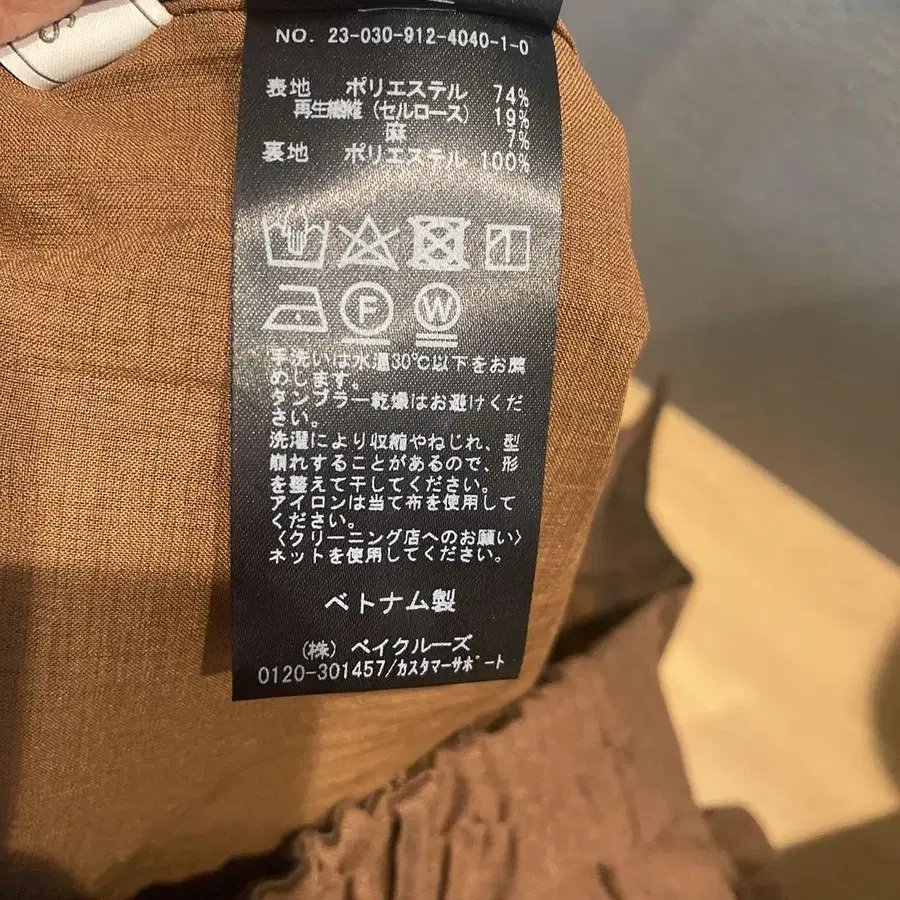 S
NO. 23-030-912-4040-1-0
表地 ポリエステル 74%
再生繊維（セルロース） 19%
麻 7%
裏地 ポリエステル 100%
F W
手洗いは水温30℃以下をお薦
めします。
タンブラー乾燥はお避けくだ
さい。
洗濯により収縮やねじれ、型
崩れすることがあるので、形
を整えて干してください。
アイロンは当て布を使用して
ください。
〈クリーニング店へのお願い〉
ネットを使用してください。
ベトナム製
（株）ベイクルーズ
0120-301457/ｶｽﾀﾏｰｻﾎﾟｰﾄ